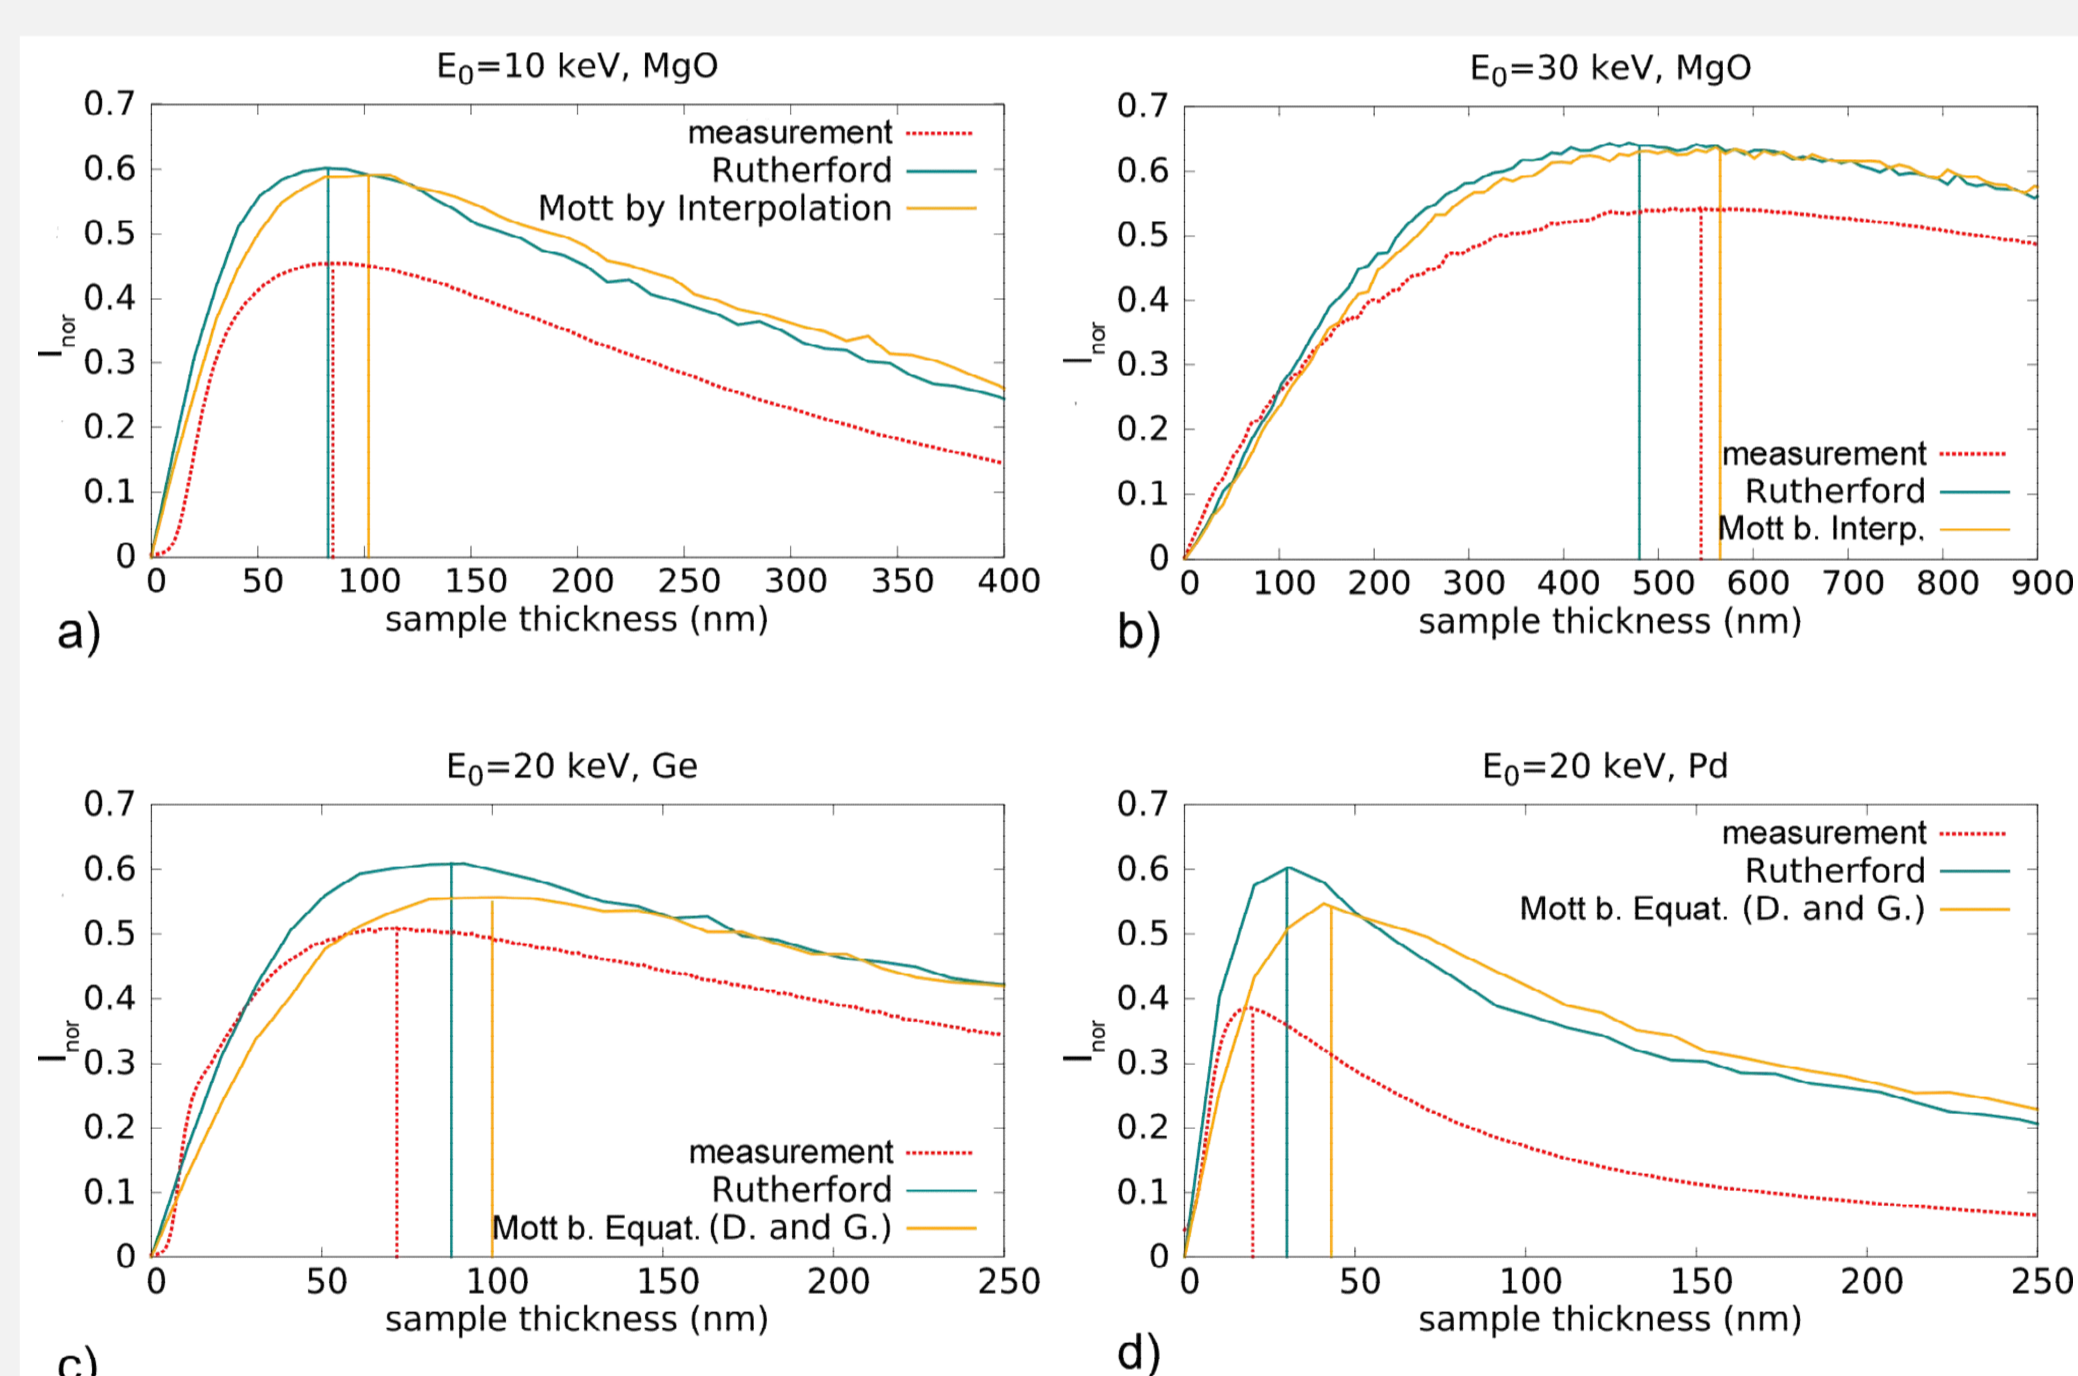 E0=10 keV, MgO
0.7
0.6
0.5
0.4
0.3
0.2
0.1
0
Inor
measurement
Rutherford
Mott by Interpolation
0 50 100 150 200 250 300 350 400
sample thickness (nm)
a)
E0=30 keV, MgO
0.7
0.6
0.5
0.4
0.3
0.2
0.1
0
Inor
measurement
Rutherford
Mott b. Interp.
0 100 200 300 400 500 600 700 800 900
sample thickness (nm)
b)
E0=20 keV, Ge
0.7
0.6
0.5
0.4
0.3
0.2
0.1
0
Inor
measurement
Rutherford
Mott b. Equat. (D. and G.)
0 50 100 150 200 250
sample thickness (nm)
c)
E0=20 keV, Pd
0.7
0.6
0.5
0.4
0.3
0.2
0.1
0
Inor
measurement
Rutherford
Mott b. Equat. (D. and G.)
0 50 100 150 200 250
sample thickness (nm)
d)